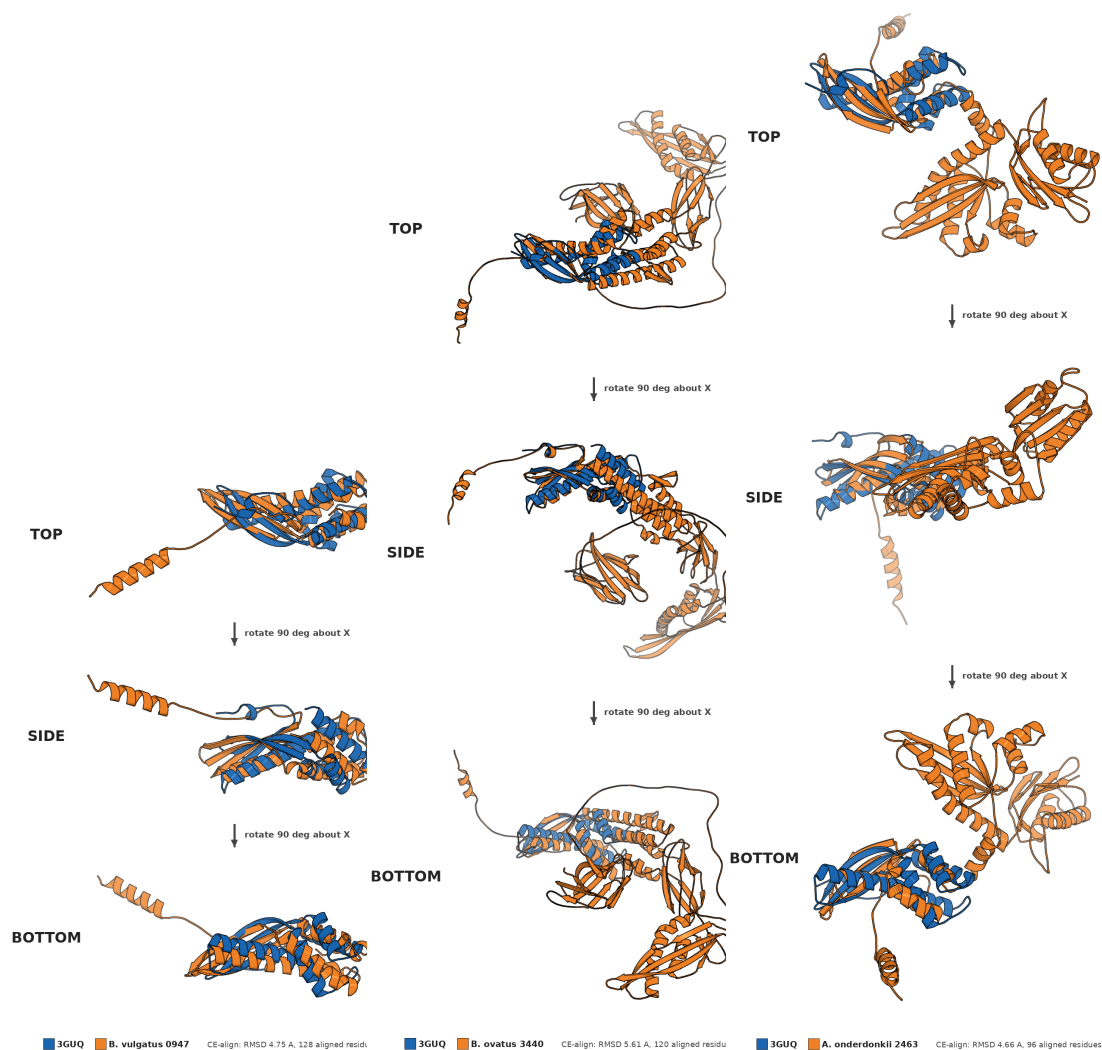 TOP
rotate 90 deg about X
SIDE
rotate 90 deg about X
BOTTOM
3GUQ B. vulgatus 0947 CE-align: RMSD 4.75 A, 128 aligned residu
TOP
rotate 90 deg about X
SIDE
rotate 90 deg about X
BOTTOM
3GUQ B. ovatus 3440 CE-align: RMSD 5.61 A, 120 aligned residu
TOP
rotate 90 deg about X
SIDE
rotate 90 deg about X
BOTTOM
3GUQ A. onderdonkii 2463 CE-align: RMSD 4.66 A, 96 aligned residues